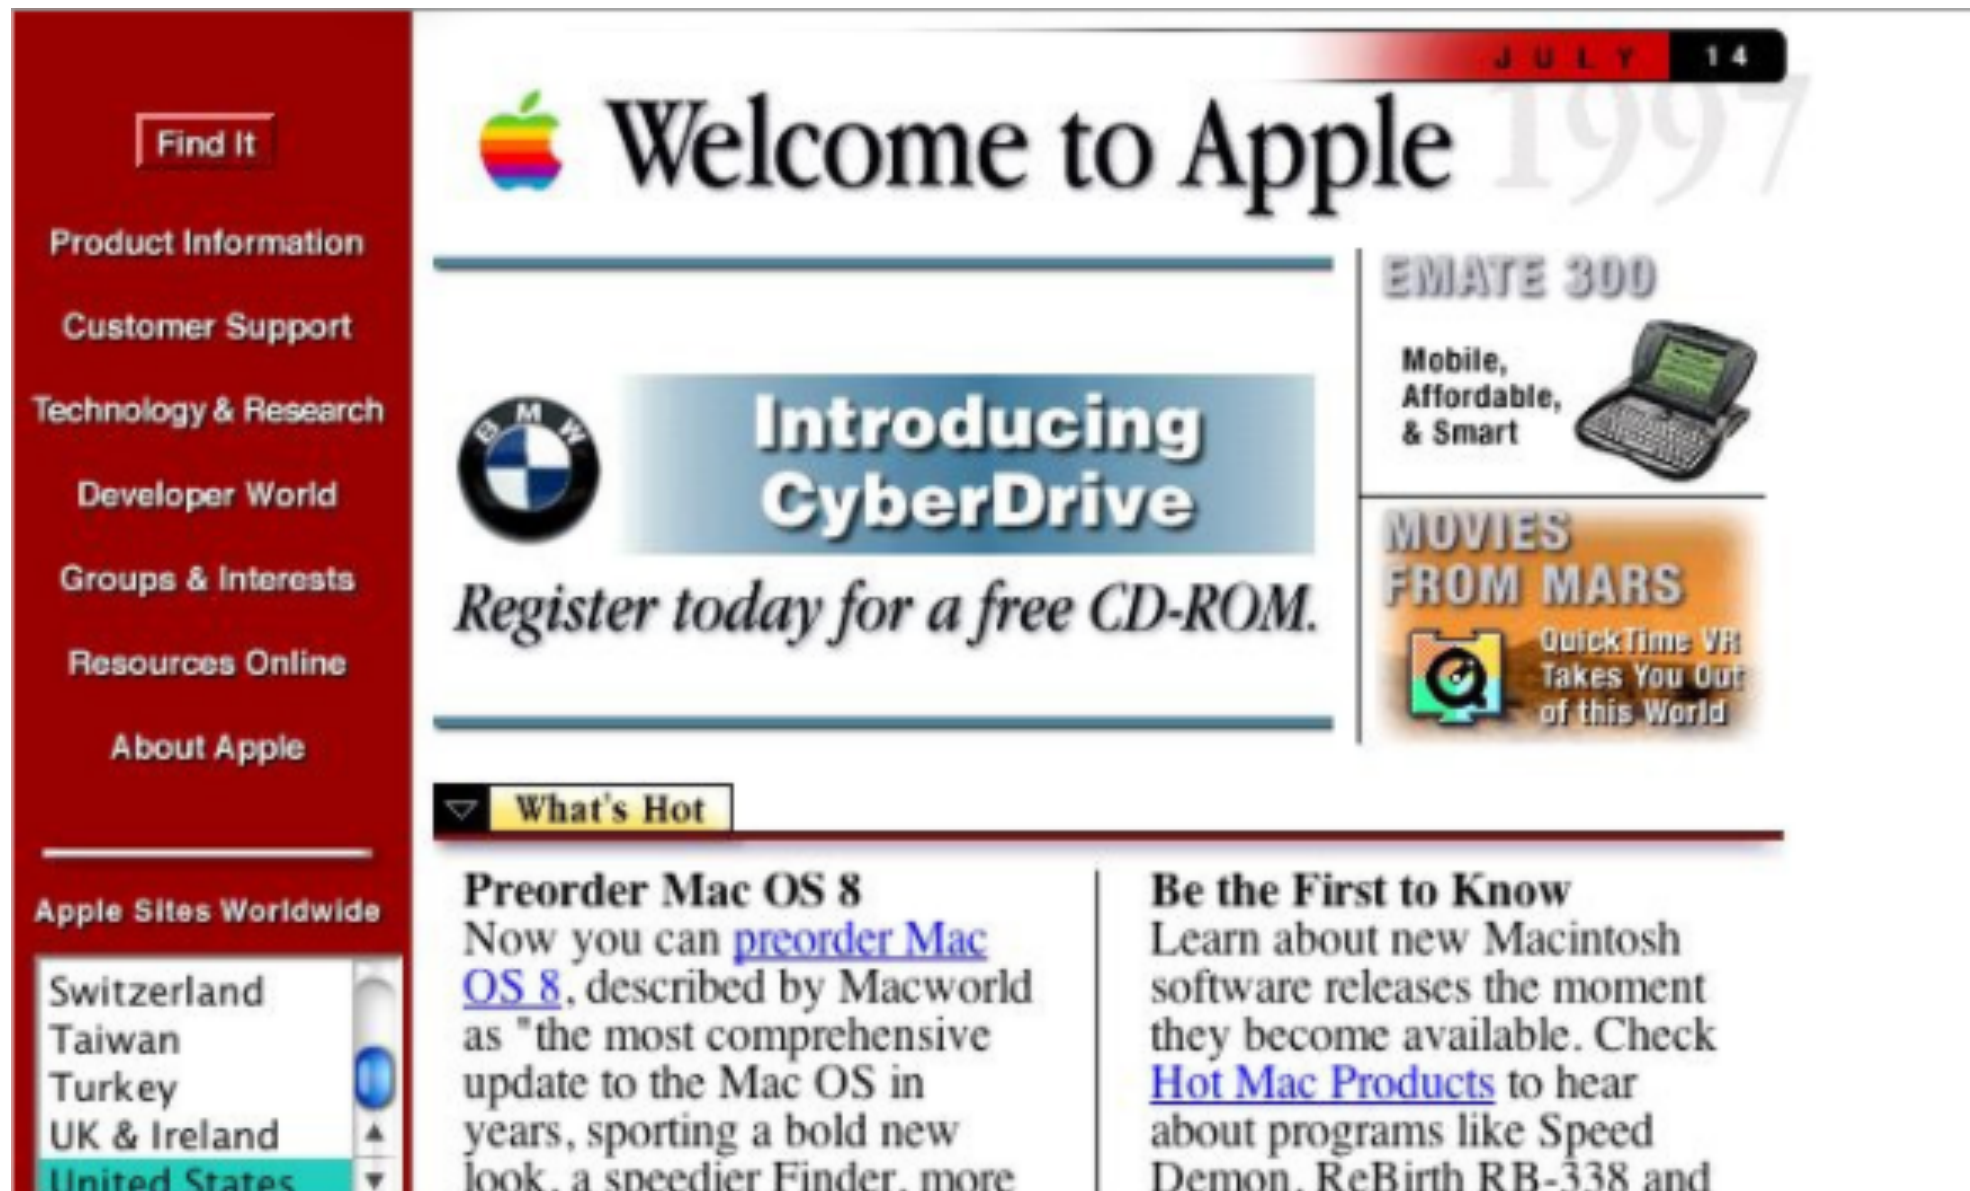 Find It
Product Information
Customer Support
Technology & Research
Developer World
Groups & Interests
Resources Online
About Apple
Apple Sites Worldwide
Switzerland
Taiwan
Turkey
UK & Ireland
United States
JULY 14
1997
Welcome to Apple
BMW
Introducing
CyberDrive
Register today for a free CD-ROM.
EMATE 300
Mobile,
Affordable,
& Smart
MOVIES
FROM MARS
QuickTime VR
Takes You Out
of this World
What's Hot
Preorder Mac OS 8
Now you can preorder Mac
OS 8, described by Macworld
as "the most comprehensive
update to the Mac OS in
years, sporting a bold new
look, a speedier Finder, more
Be the First to Know
Learn about new Macintosh
software releases the moment
they become available. Check
Hot Mac Products to hear
about programs like Speed
Demon, ReBirth RB-338 and